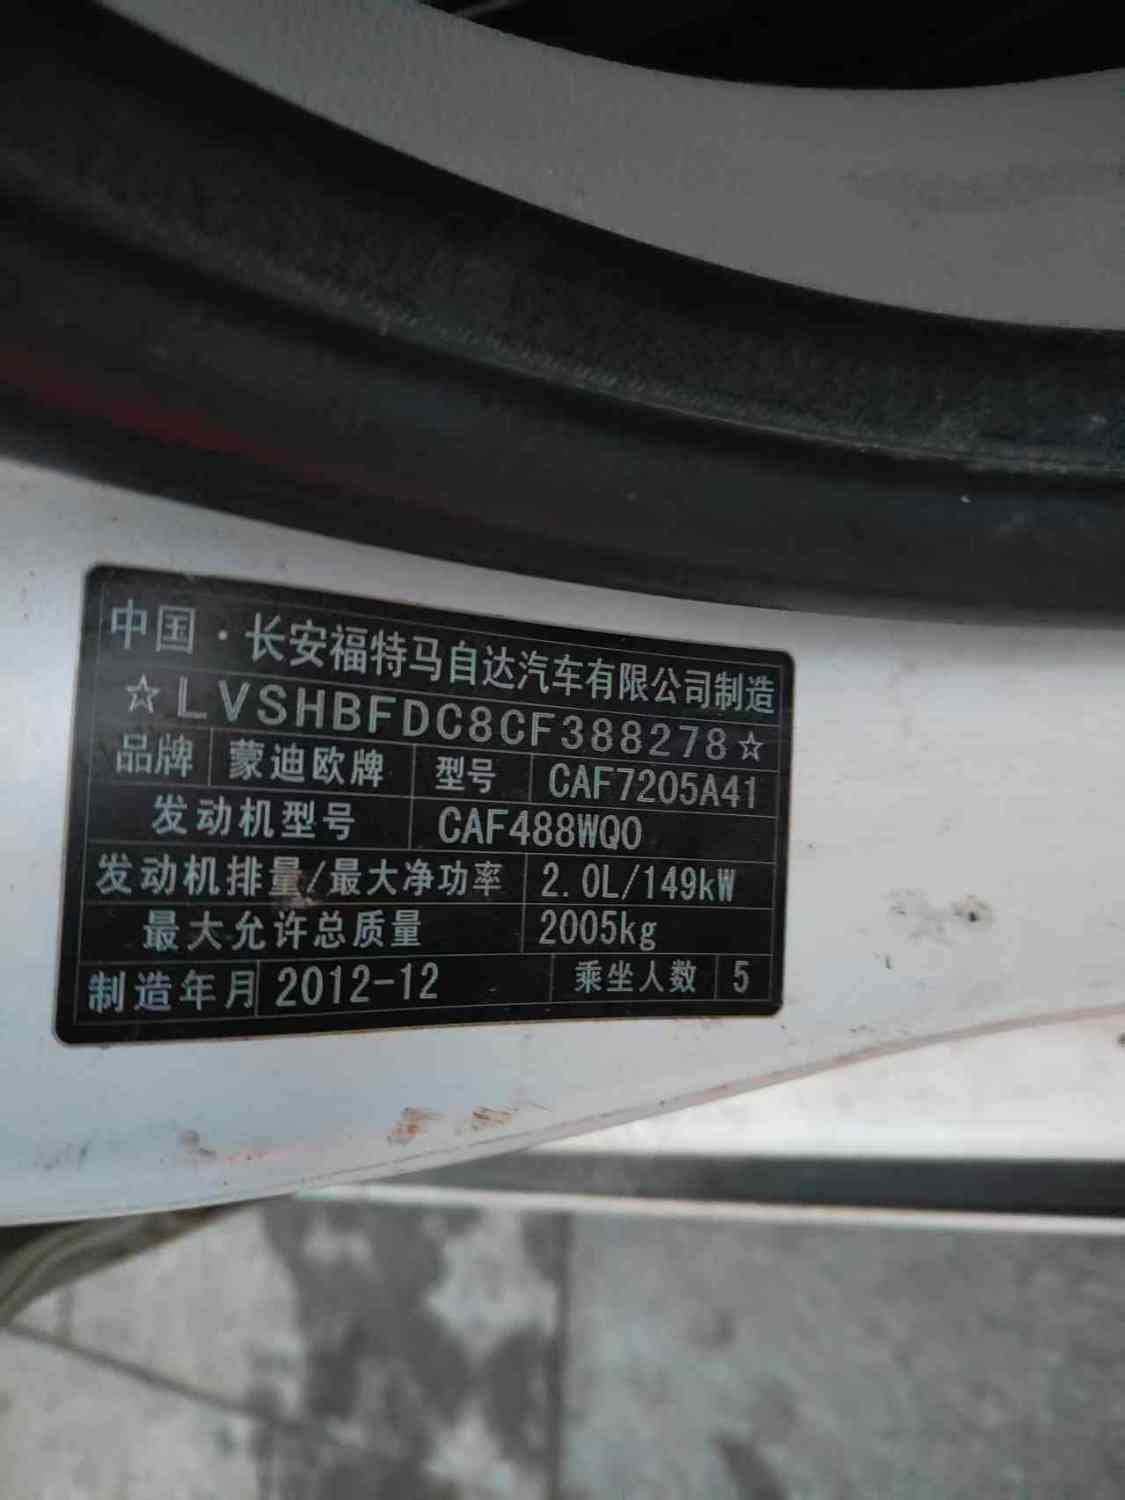 中国·长安福特马自达汽车有限公司制造
☆LVSHBFDC8CF388278☆
品牌 蒙迪欧牌 型号 CAF7205A41
发动机型号 CAF488WQ0
发动机排量/最大净功率 2.0L/149kW
最大允许总质量 2005kg
制造年月 2012-12 乘坐人数 5